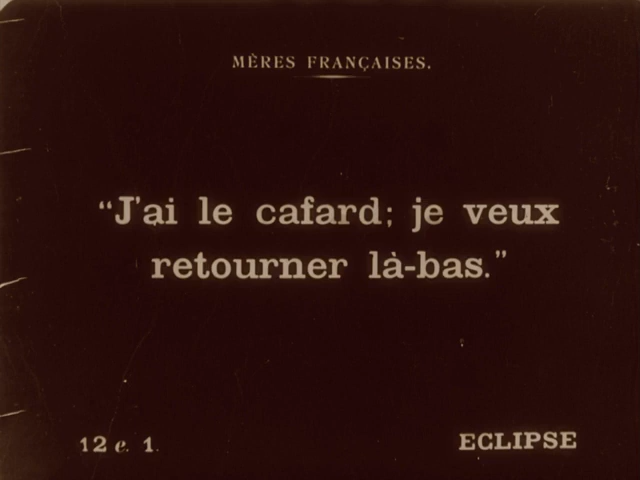 MÈRES FRANÇAISES.
“J'ai le cafard; je veux
retourner là-bas.”
12 e. 1.
ECLIPSE